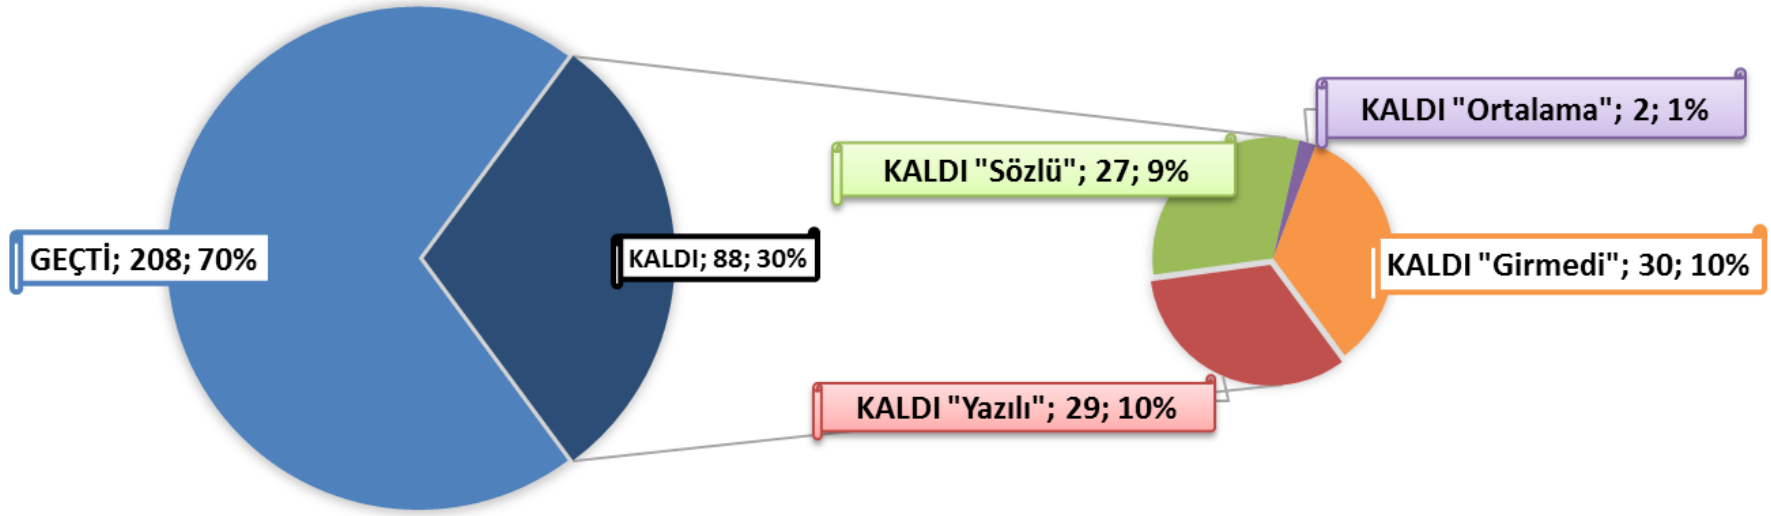 KALDI "Ortalama"; 2; 1%
KALDI "Sözlü"; 27; 9%
GEÇTİ; 208; 70%
KALDI; 88; 30%
KALDI "Girmedi"; 30; 10%
KALDI "Yazılı"; 29; 10%